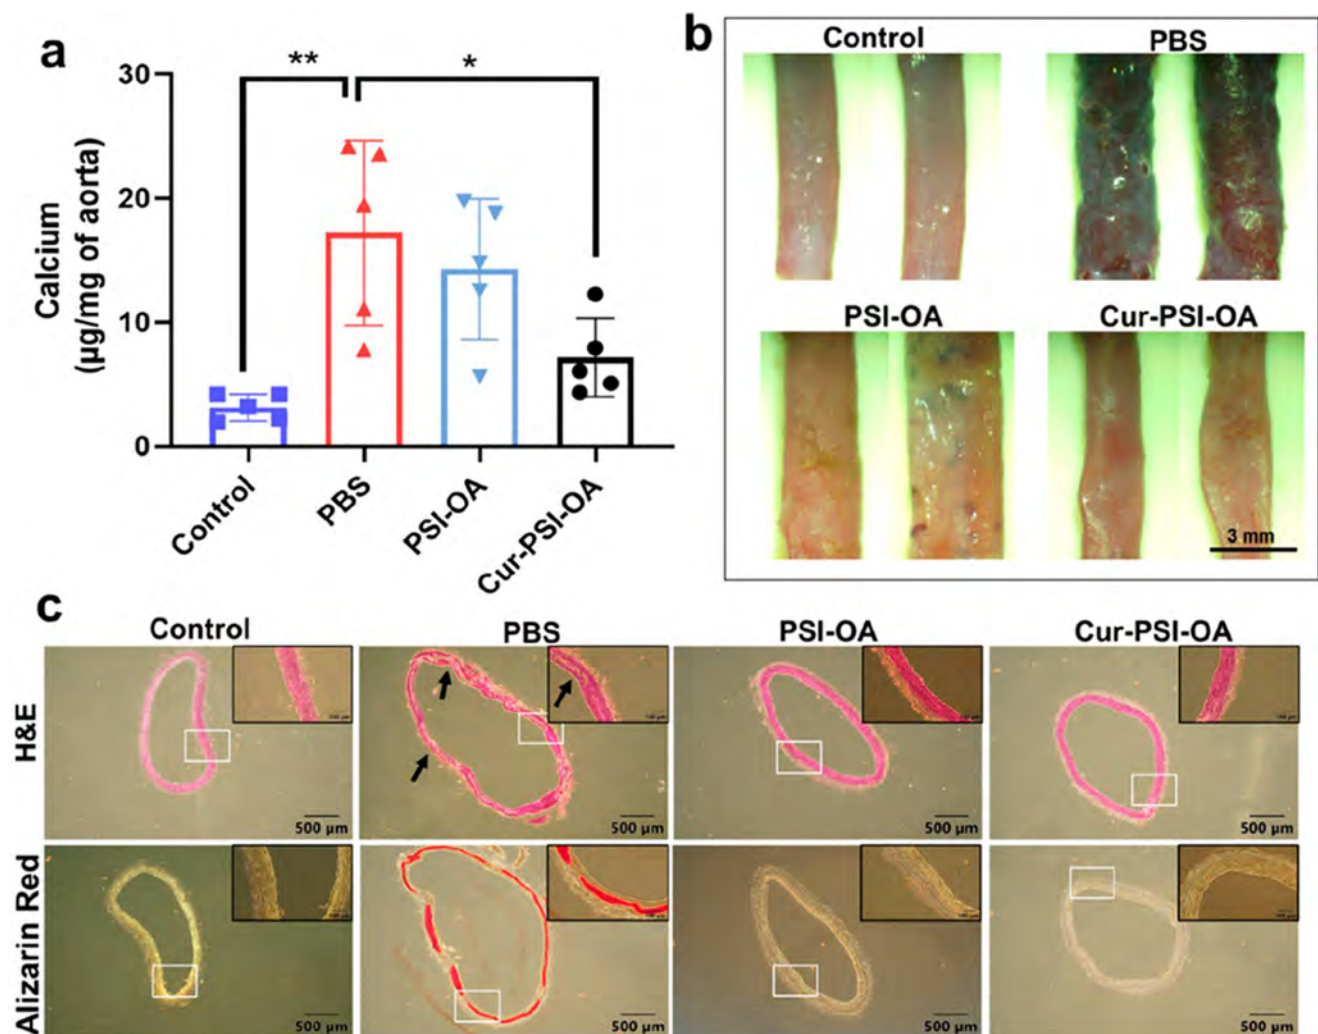 a
**
*
30
20
10
0
Calcium
(µg/mg of aorta)
Control
PBS
PSI-OA
Cur-PSI-OA
b
Control
PBS
PSI-OA
Cur-PSI-OA
3 mm
c
Control
PBS
PSI-OA
Cur-PSI-OA
H&E
500 µm
500 µm
500 µm
500 µm
Alizarin Red
500 µm
500 µm
500 µm
500 µm